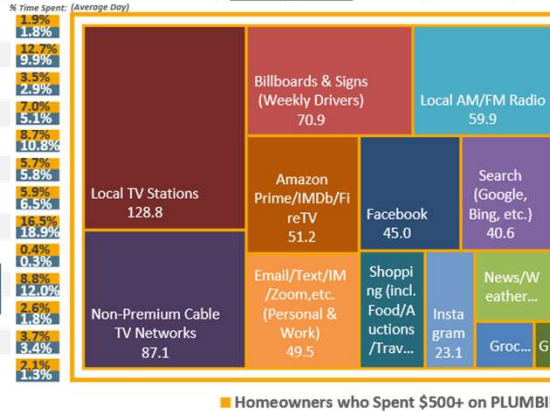 % Time Spent: (Average Day)
1.9%
1.8%
12.7%
9.9%
3.5%
2.9%
7.0%
5.1%
8.7%
10.8%
5.7%
5.8%
5.9%
6.5%
16.5%
18.9%
0.4%
0.3%
8.8%
12.0%
2.6%
1.8%
3.7%
3.4%
2.1%
1.3%
Local TV Stations
128.8
Non-Premium Cable
TV Networks
87.1
Billboards & Signs
(Weekly Drivers)
70.9
Local AM/FM Radio
59.9
Amazon
Prime/IMDb/Fi
reTV
51.2
Facebook
45.0
Search
(Google,
Bing, etc.)
40.6
Email/Text/IM
/Zoom,etc.
(Personal &
Work)
49.5
Shoppi
ng (incl.
Food/A
uctions
/Trav...
Insta
gram
23.1
News/W
eather...
Groc...
G
Homeowners who Spent $500+ on PLUMBI